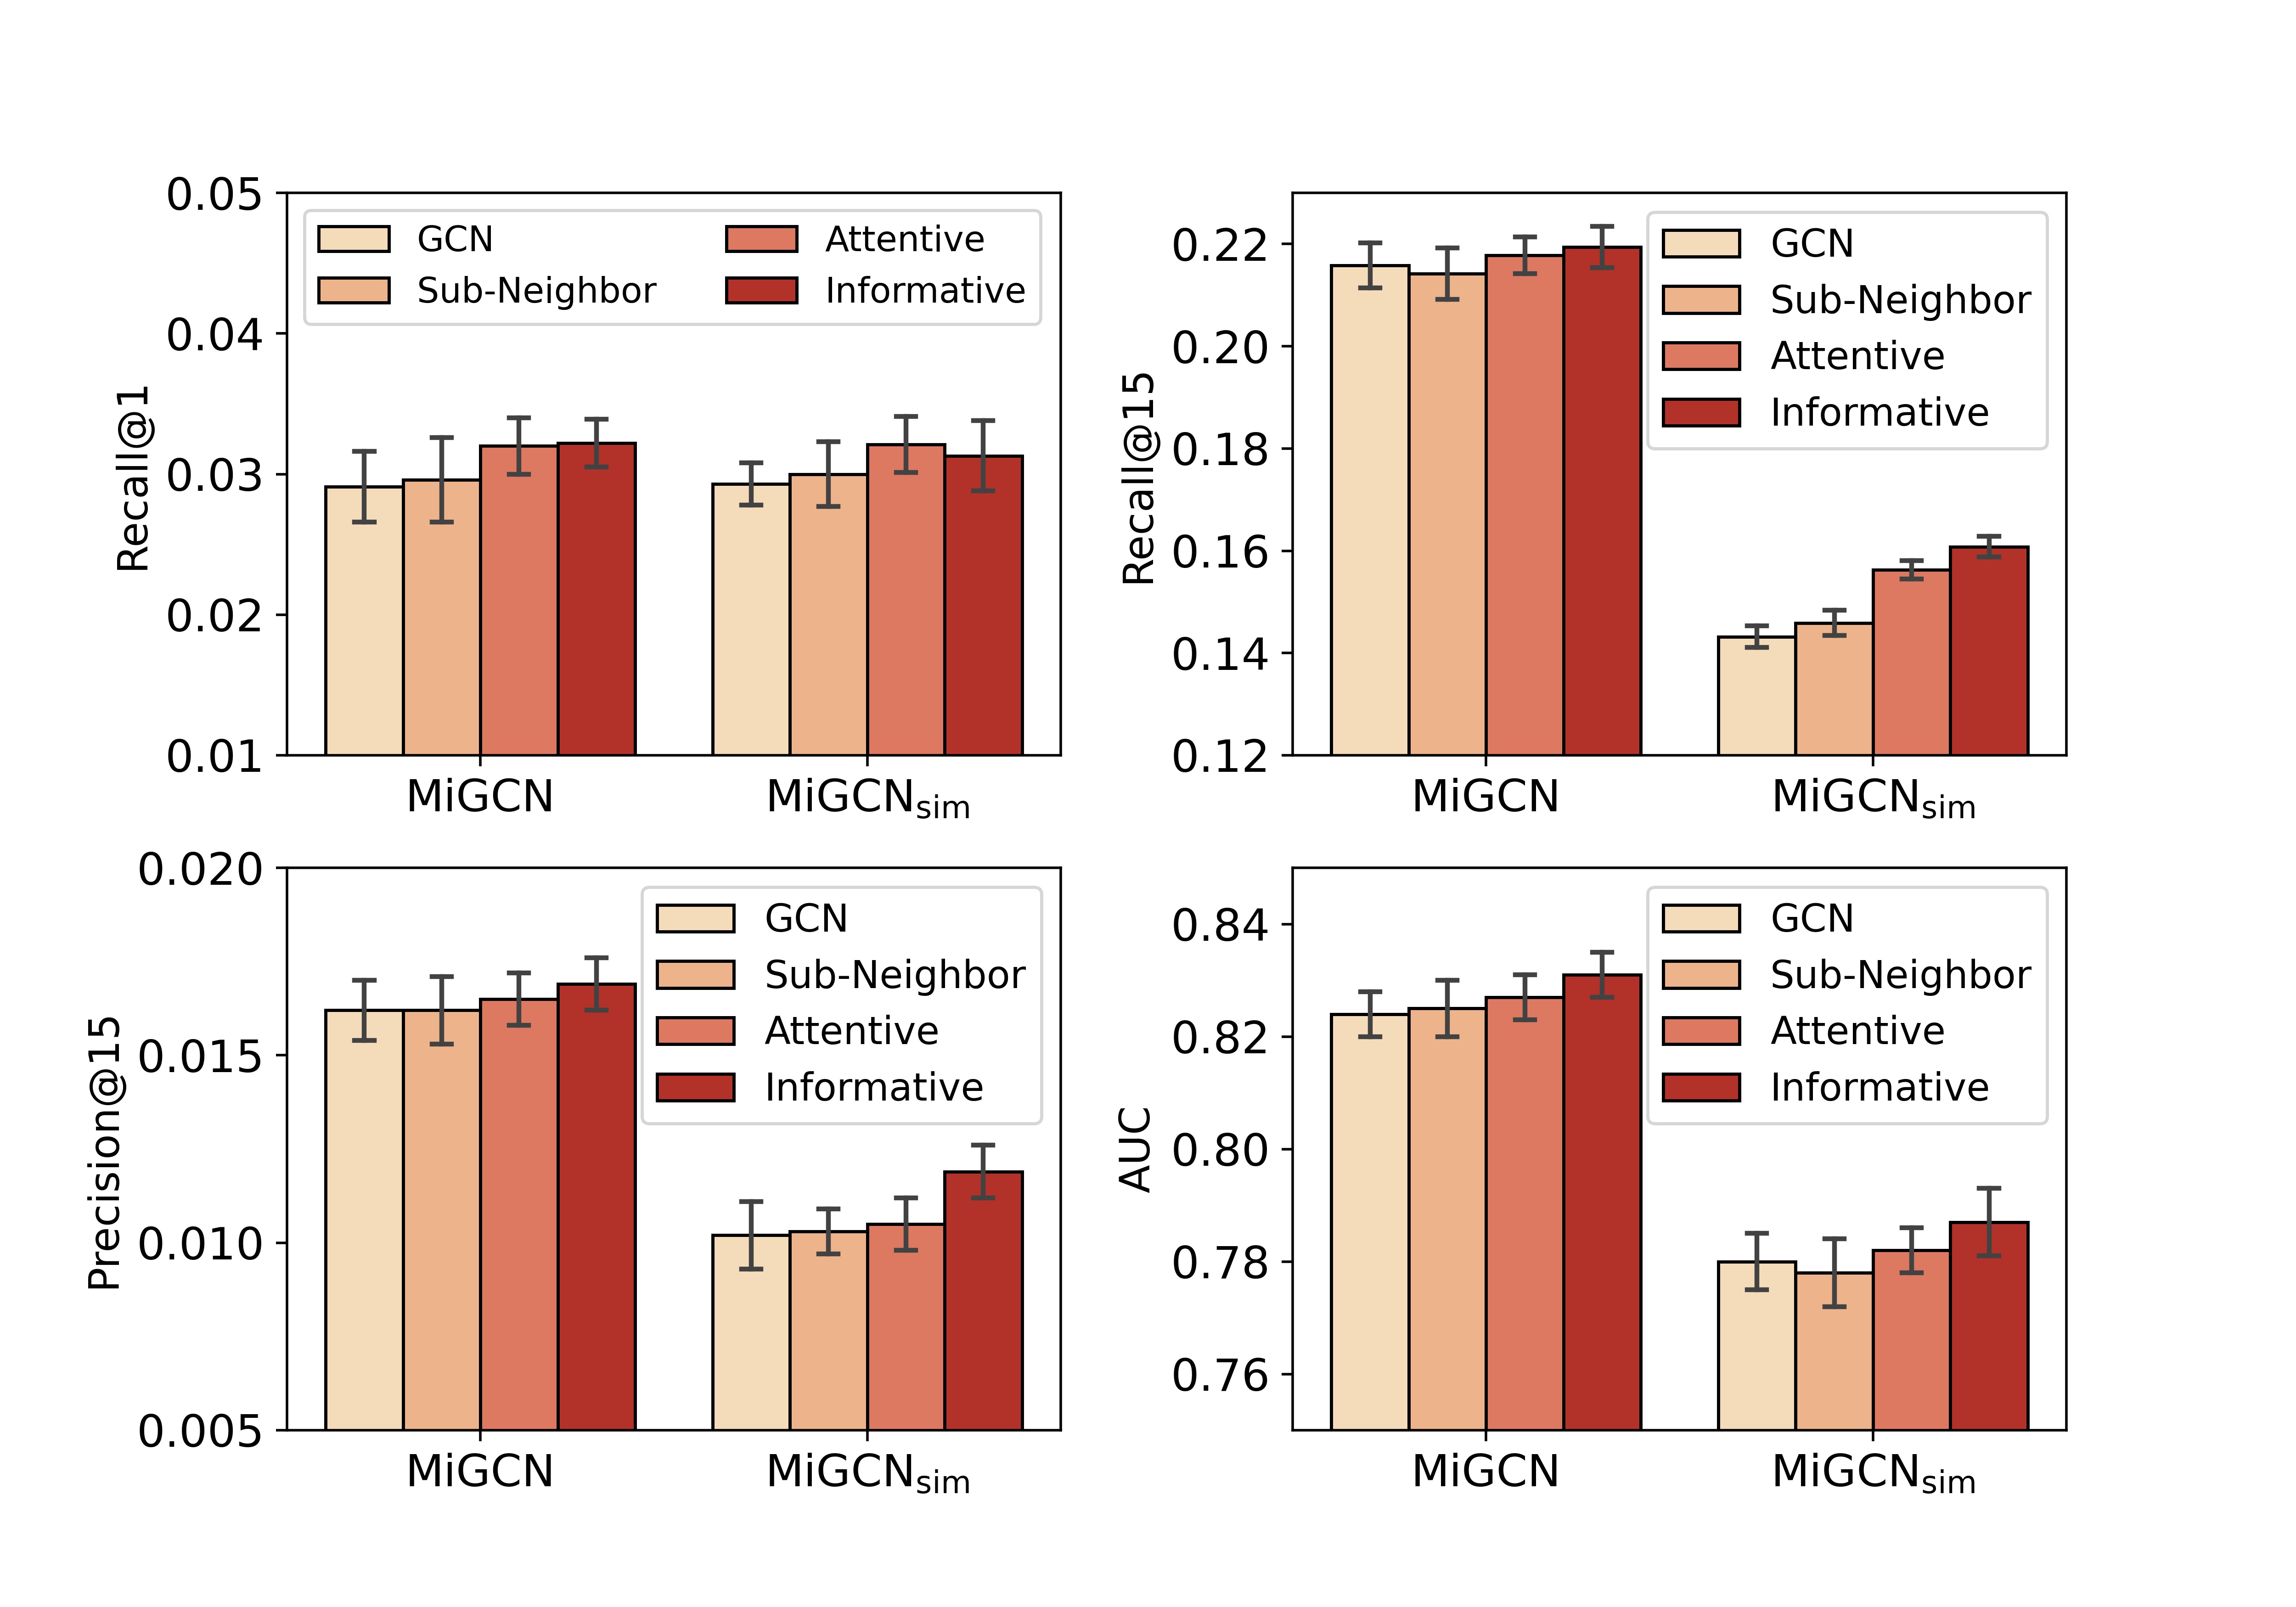 0.05
0.04
0.03
0.02
0.01
Recall@1
GCN
Sub-Neighbor
Attentive
Informative
MiGCN
MiGCNsim
0.22
0.20
0.18
0.16
0.14
0.12
Recall@15
GCN
Sub-Neighbor
Attentive
Informative
MiGCN
MiGCNsim
0.020
0.015
0.010
0.005
Precision@15
GCN
Sub-Neighbor
Attentive
Informative
MiGCN
MiGCNsim
0.84
0.82
0.80
0.78
0.76
AUC
GCN
Sub-Neighbor
Attentive
Informative
MiGCN
MiGCNsim